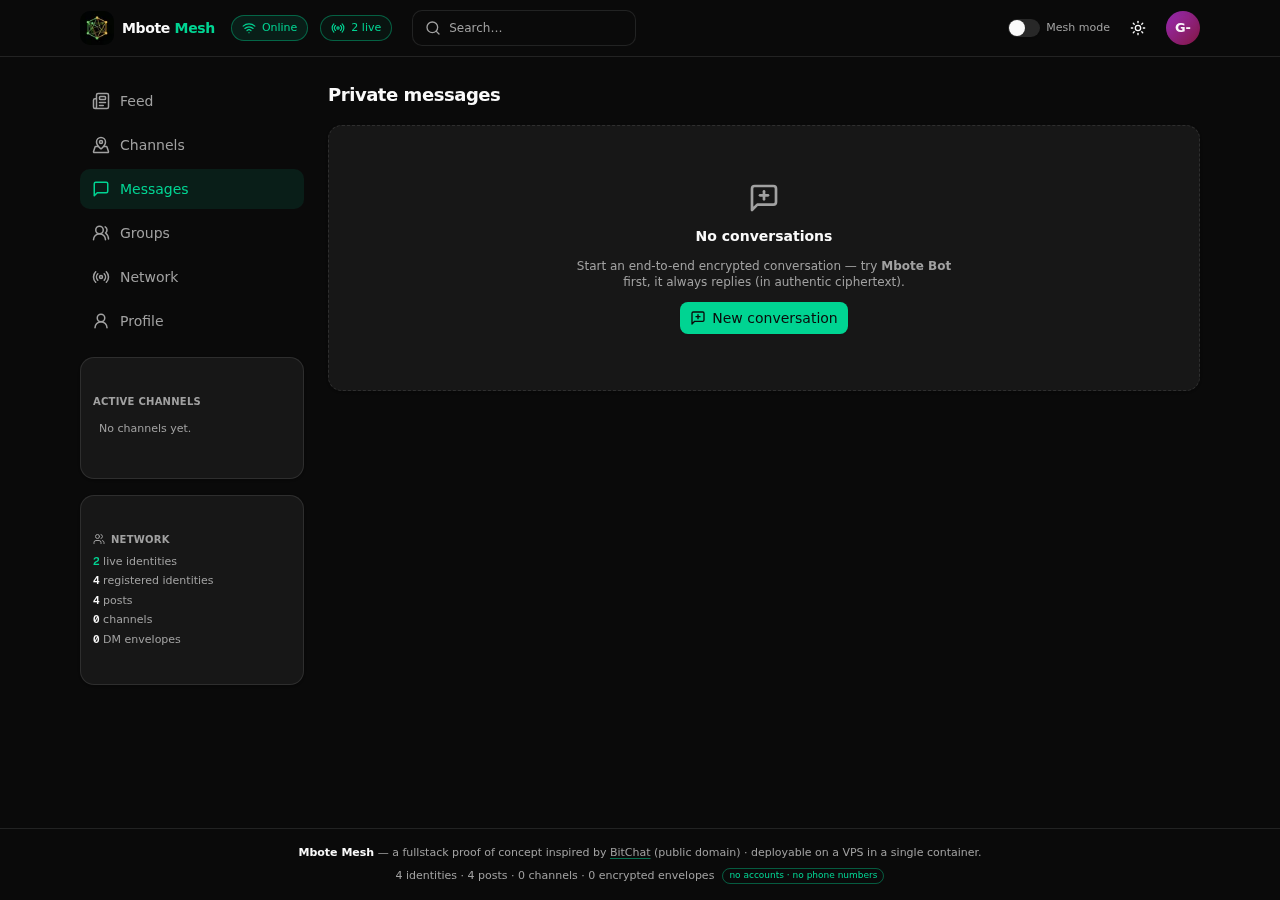 Mbote Mesh
Online
2 live
Search…
Mesh mode
G-
Feed
Channels
Messages
Groups
Network
Profile
ACTIVE CHANNELS
No channels yet.
NETWORK
2 live identities
4 registered identities
4 posts
0 channels
0 DM envelopes
Private messages
No conversations
Start an end-to-end encrypted conversation — try Mbote Bot
first, it always replies (in authentic ciphertext).
New conversation
Mbote Mesh — a fullstack proof of concept inspired by BitChat (public domain) · deployable on a VPS in a single container.
4 identities · 4 posts · 0 channels · 0 encrypted envelopes no accounts · no phone numbers